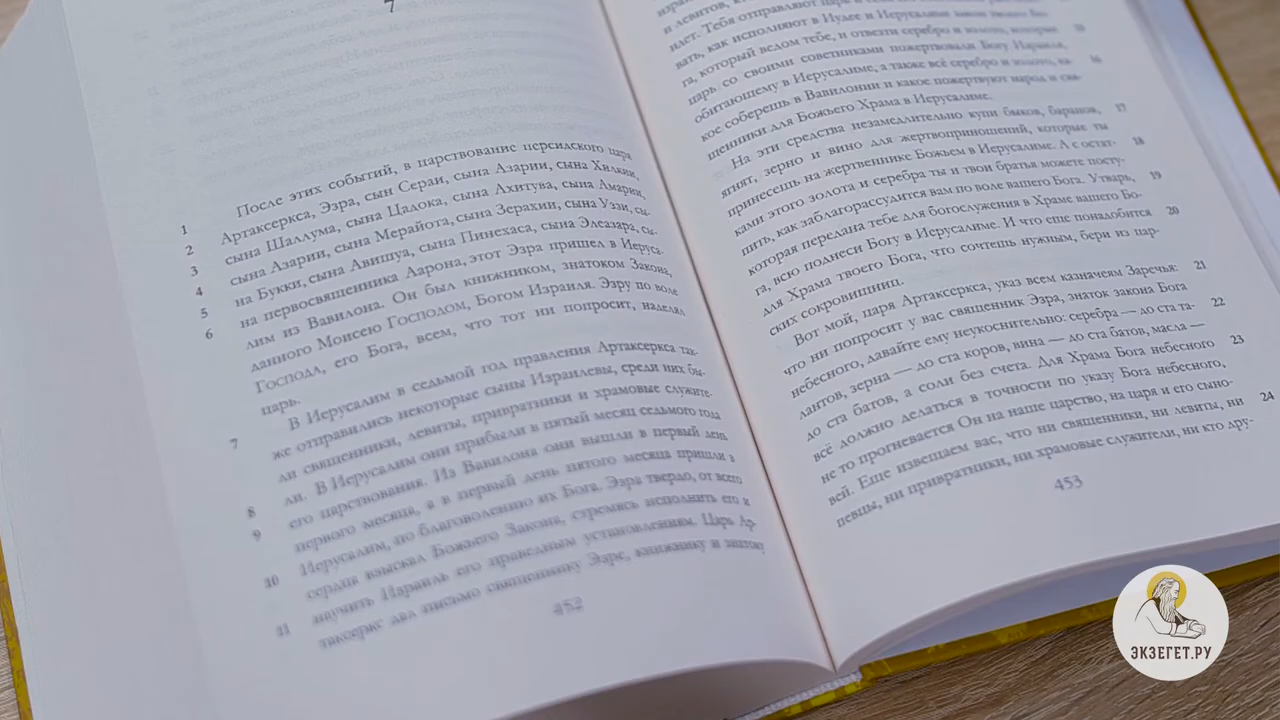 7
После этих событий, в царствование персидского царя
1 Артаксеркса, Эзра, сын Сераи, сына Азарии, сына Хилкии,
2 сына Шаллума, сына Цадока, сына Ахитува, сына Амарии,
3 сына Азарии, сына Мерайота, сына Зерахии, сына Уззи, сы-
4 на Букки, сына Авишуа, сына Пинехаса, сына Элеазара, сы-
5 на первосвященника Аарона, этот Эзра пришел в Иеруса-
6 лим из Вавилона. Он был книжником, знатоком Закона,
данного Моисею Господом, Богом Израиля. Эзру по воле
Господа, его Бога, всем, что тот ни попросит, наделял
царь.
В Иерусалим в седьмой год правления Артаксеркса так-
7 же отправились некоторые сыны Израилевы, среди них бы-
ли священники, левиты, привратники и храмовые служите-
ли. В Иерусалим они прибыли в пятый месяц седьмого года
8 его царствования. Из Вавилона они вышли в первый день
9 первого месяца, а в первый день пятого месяца пришли в
Иерусалим, по благоволению их Бога. Эзра твердо, от всего
10 сердца взыскал Божьего Закона, стремясь исполнить его и
научить Израиль его праведным установлениям. Царь Ар-
11 таксеркс дал письмо священнику Эзре, книжнику и знатоку
452
и левитов,
идет. Тебя отправляют царь и
вать, как исполняют в Иудее и Иерусалиме закон твоего Бо-
га, который ведом тебе, и отвезти серебро и золото, которые 15
царь со своими советниками пожертвовали Богу Израиля,
обитающему в Иерусалиме, а также всё серебро и золото, ка- 16
кое соберешь в Вавилонии и какое пожертвуют народ и свя-
щенники для Божьего Храма в Иерусалиме.
На эти средства незамедлительно купи быков, баранов, 17
ягнят, зерно и вино для жертвоприношений, которые ты
принесешь на жертвеннике Божьем в Иерусалиме. А с остат- 18
ками этого золота и серебра ты и твои братья можете посту-
пить, как заблагорассудится вам по воле вашего Бога. Утварь, 19
которая передана тебе для богослужения в Храме вашего Бо-
га, всю поднеси Богу в Иерусалиме. И что еще понадобится 20
для Храма твоего Бога, что сочтешь нужным, бери из цар-
ских сокровищниц.
Вот мой, царя Артаксеркса, указ всем казначеям Заречья: 21
что ни попросит у вас священник Эзра, знаток закона Бога
небесного, давайте ему неукоснительно: серебра — до ста та- 22
лантов, зерна — до ста коров, вина — до ста батов, масла —
до ста батов, а соли без счета. Для Храма Бога небесного 23
всё должно делаться в точности по указу Бога небесного,
не то прогневается Он на наше царство, на царя и его сыно-
вей. Еще извещаем вас, что ни священники, ни левиты, ни 24
певцы, ни привратники, ни храмовые служители, ни кто дру-
453
ЭКЗЕГЕТ.РУ